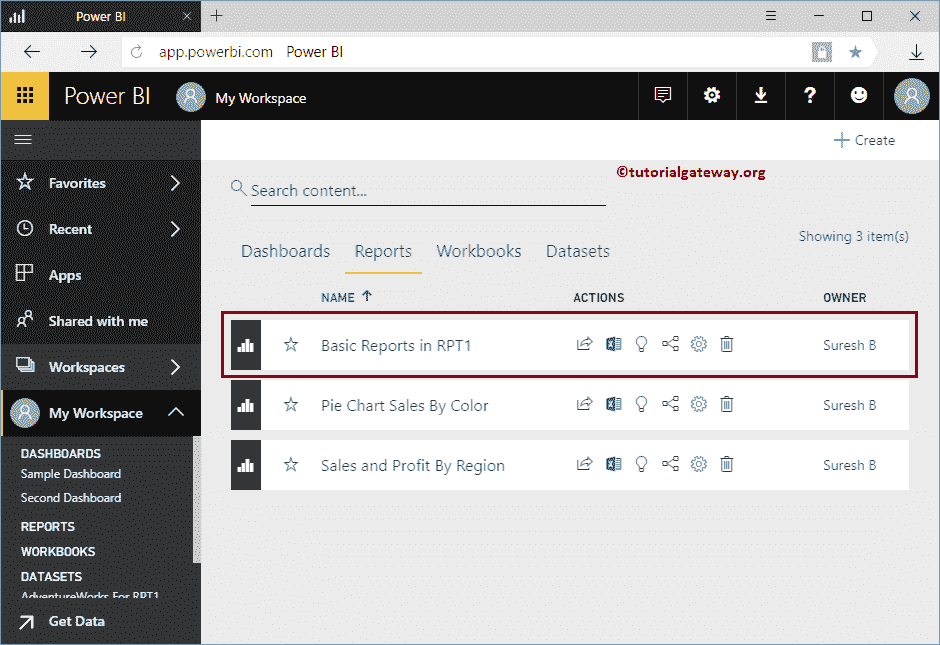 Power BI
app.powerbi.com Power BI
Power BI My Workspace
Create
©tutorialgateway.org
Favorites
Recent
Apps
Shared with me
Workspaces
My Workspace
DASHBOARDS
Sample Dashboard
Second Dashboard
REPORTS
WORKBOOKS
DATASETS
AdventureWorks For RPT1
Get Data
Search content...
Showing 3 item(s)
Dashboards Reports Workbooks Datasets
NAME ACTIONS OWNER
Basic Reports in RPT1 Suresh B
Pie Chart Sales By Color Suresh B
Sales and Profit By Region Suresh B